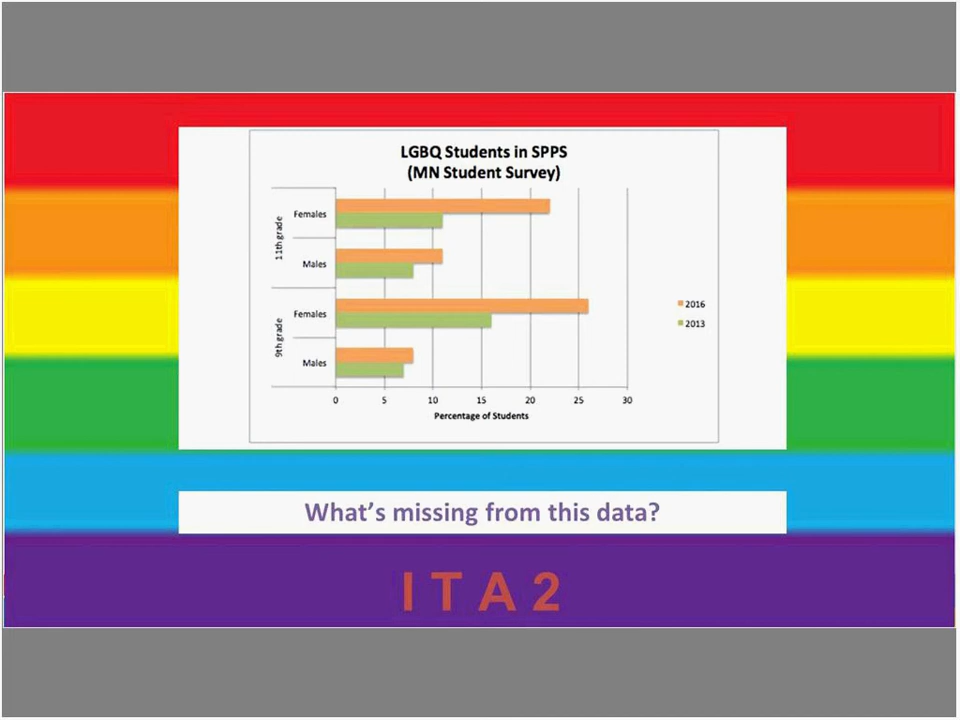 LGBQ Students in SPPS
(MN Student Survey)
11th grade
Females
Males
9th grade
Females
Males
2016
2013
0 5 10 15 20 25 30
Percentage of Students
What’s missing from this data?
I T A 2